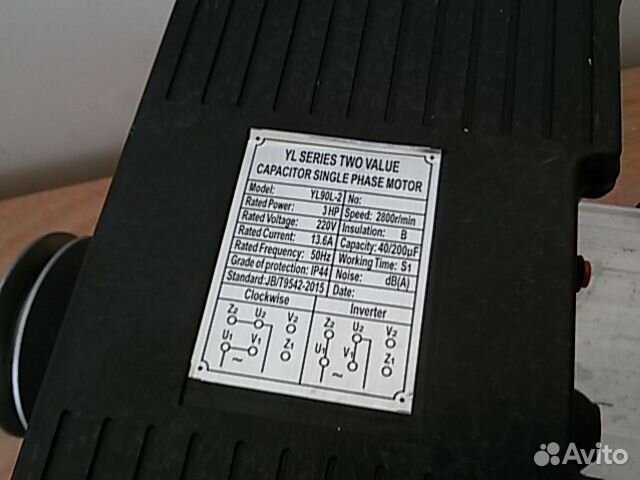 YL SERIES TWO VALUE
CAPACITOR SINGLE PHASE MOTOR
Model: YL90L-2 No:
Rated Power: 3 HP Speed: 2800r/min
Rated Voltage: 220V Insulation: B
Rated Current: 13.6A Capacity: 40/200μF
Rated Frequency: 50Hz Working Time: S1
Grade of protection: IP44 Noise: dB(A)
Standard:JB/T9542-2015 Date:
Clockwise Inverter
Z2 U2 V2 Z2 U2 V2
U1 V1 Z1 U1 V1 Z1
~ ~
Avito